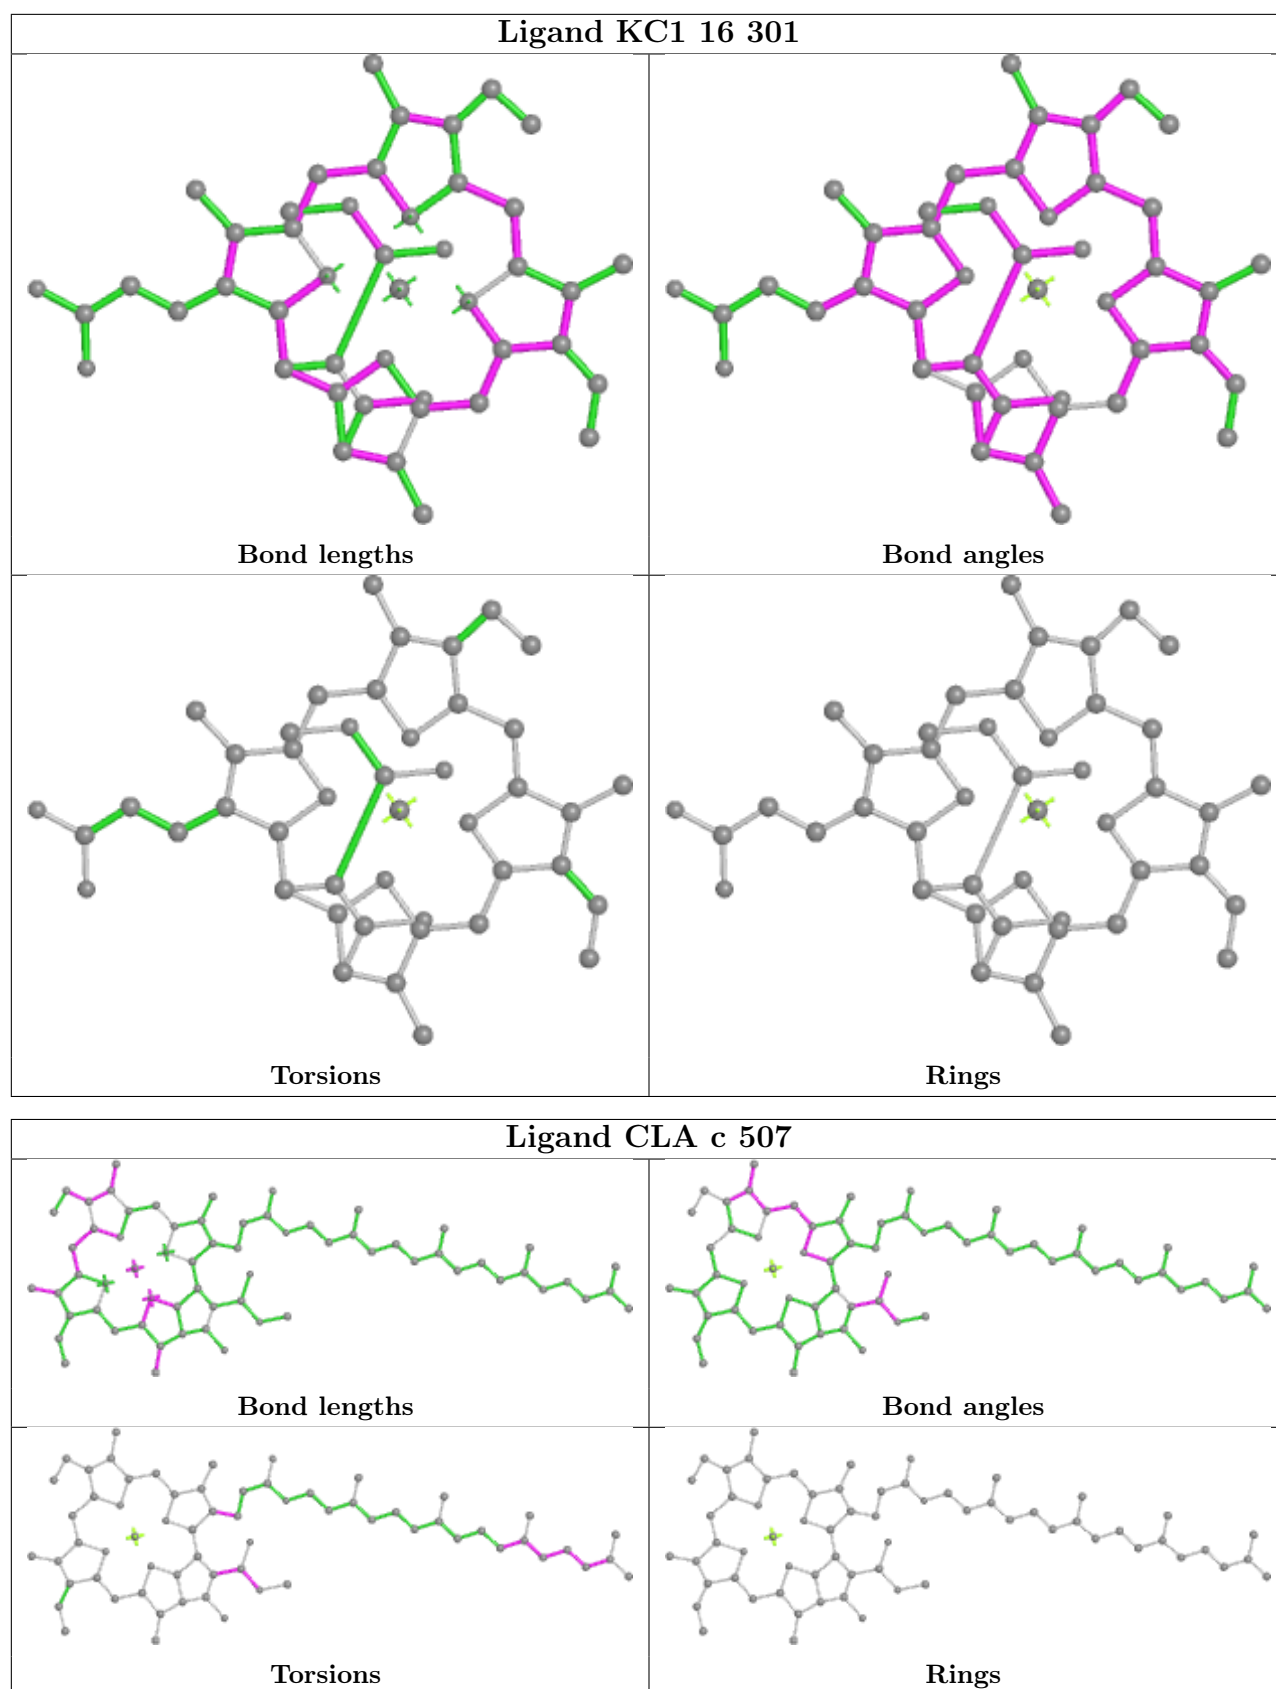 Ligand KC1 16 301
Bond lengths
Bond angles
Torsions
Rings
Ligand CLA c 507
Bond lengths
Bond angles
Torsions
Rings